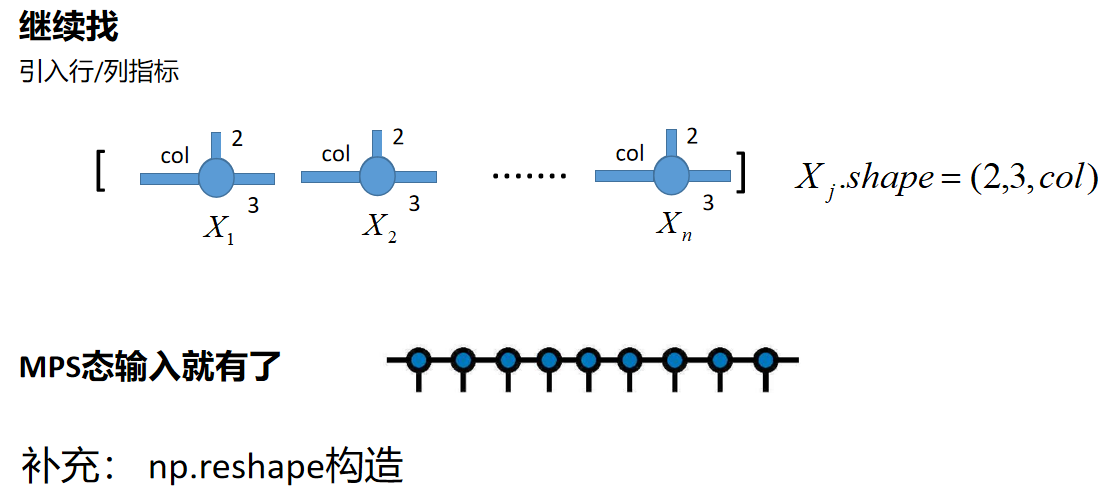 继续找
引入行/列指标
[ col 2 3 col 2 3 ······· col 2 3 ] X_j.shape = (2,3,col)
X_1 X_2 X_n
MPS态输入就有了
补充： np.reshape构造